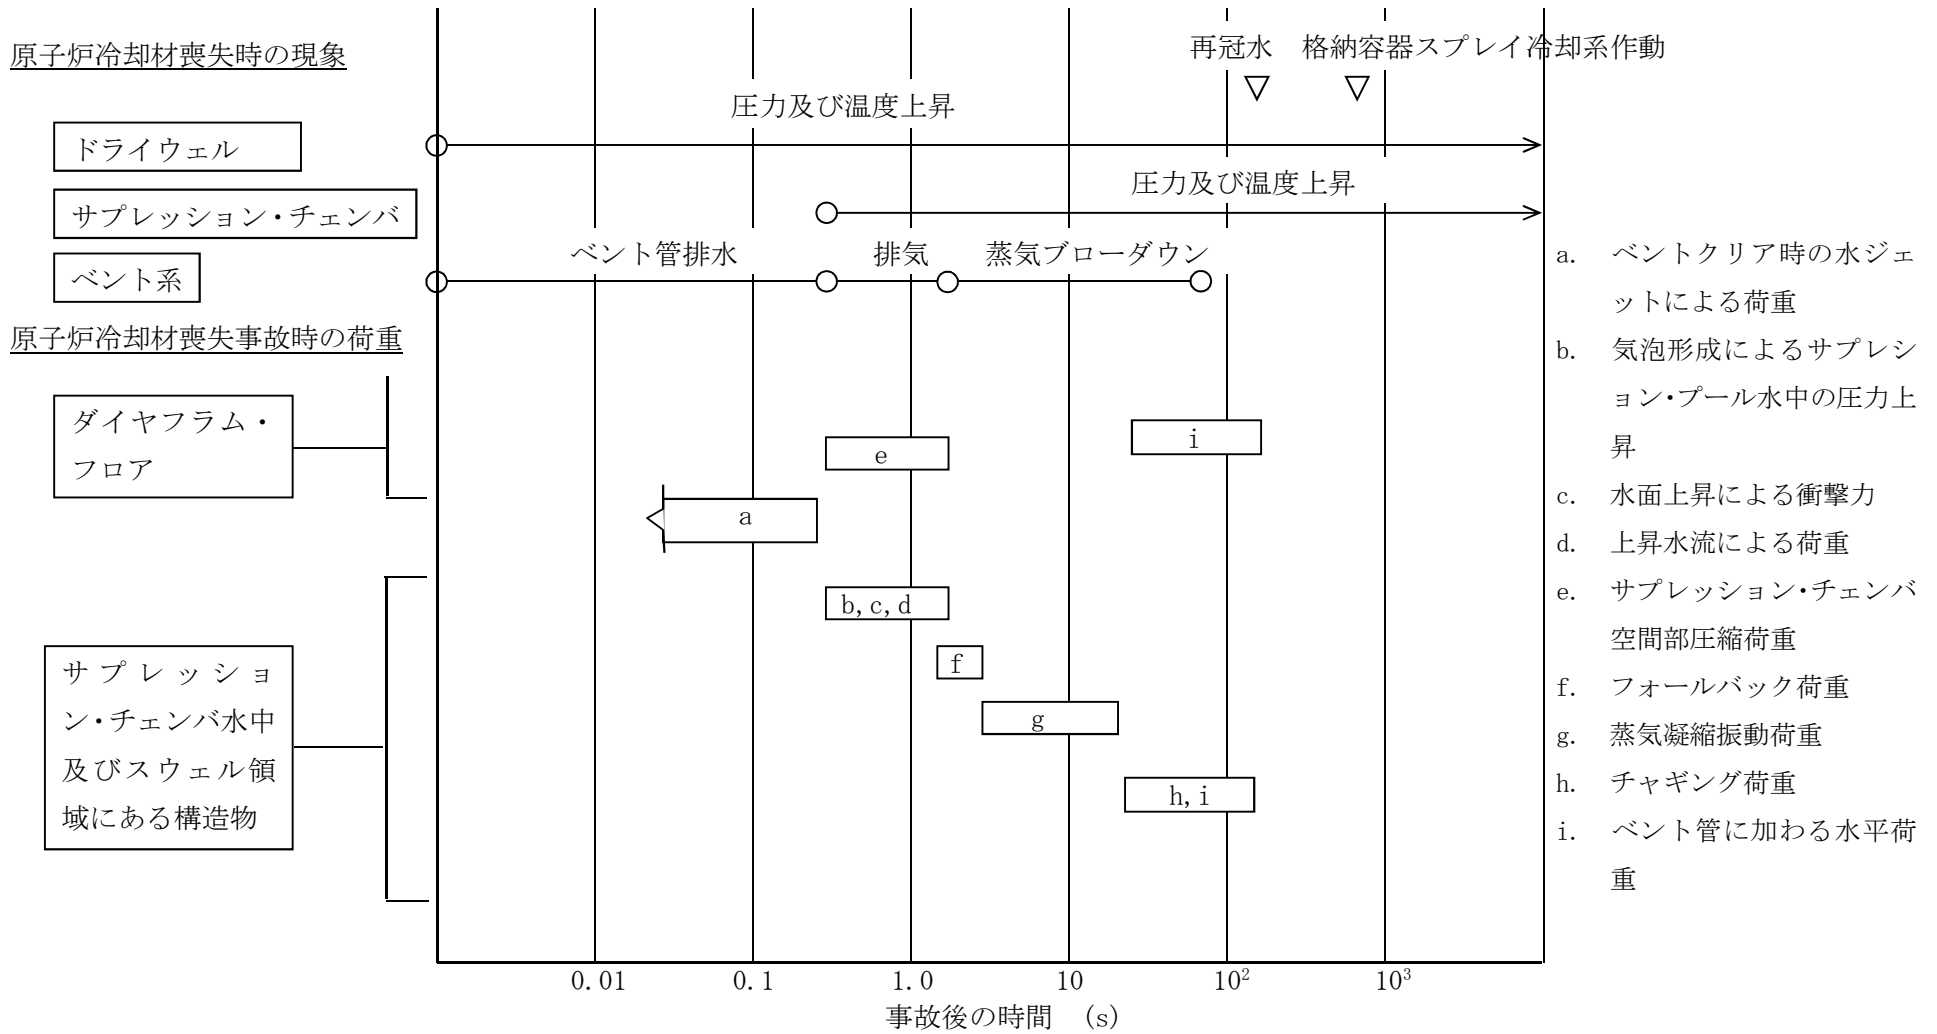 原子炉冷却材喪失時の現象
再冠水　格納容器スプレイ冷却系作動
圧力及び温度上昇
ドライウェル
圧力及び温度上昇
サプレッション・チェンバ
ベント管排水
排気
蒸気ブローダウン
ベント系
原子炉冷却材喪失事故時の荷重
ダイヤフラム・
フロア
i
e
a
b,c,d
f
g
h,i
サプレッショ
ン・チェンバ水中
及びスウェル領
域にある構造物
a. ベントクリア時の水ジェ
ットによる荷重
b. 気泡形成によるサプレシ
ョン・プール水中の圧力上
昇
c. 水面上昇による衝撃力
d. 上昇水流による荷重
e. サプレッション・チェンバ
空間部圧縮荷重
f. フォールバック荷重
g. 蒸気凝縮振動荷重
h. チャギング荷重
i. ベント管に加わる水平荷
重
0.01 0.1 1.0 10 10² 10³
事故後の時間 (s)